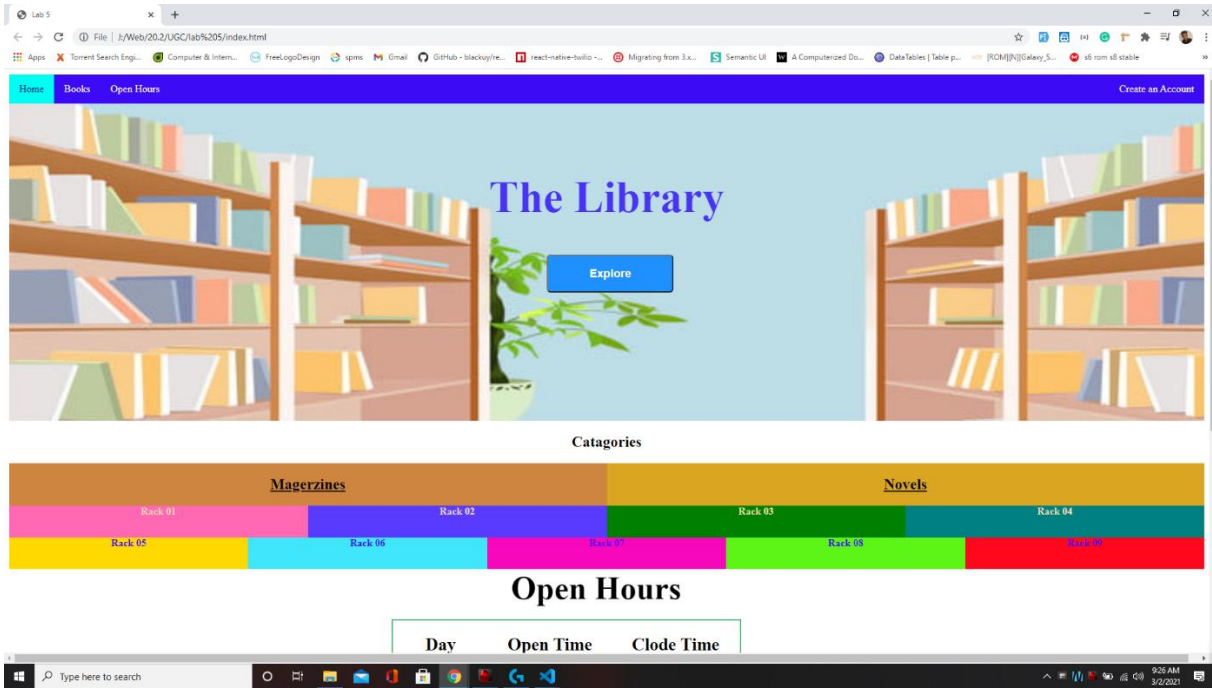 Lab 5
File | J:/Web/20.2/UGC/lab%205/index.html
Apps Torrent Search Engi... Computer & Intern... FreeLogoDesign spms Gmail GitHub - blackuy/re... react-native-twilio -... Migrating from 3.x... Semantic UI A Computerized Do... DataTables | Table p... [ROM][N][Galaxy_S... s6 rom s8 stable
Home Books Open Hours Create an Account
The Library
Explore
Catagories
Magerzines Novels
Rack 01 Rack 02 Rack 03 Rack 04
Rack 05 Rack 06 Rack 07 Rack 08 Rack 09
Open Hours
Day Open Time Clode Time
Type here to search
9:26 AM
3/2/2021